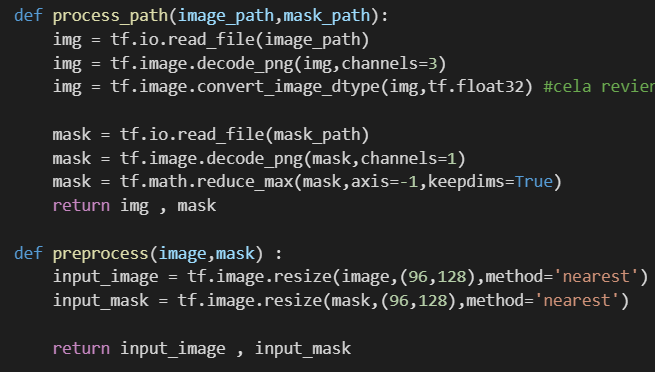 def process_path(image_path,mask_path):
    img = tf.io.read_file(image_path)
    img = tf.image.decode_png(img,channels=3)
    img = tf.image.convert_image_dtype(img,tf.float32) #cela
    mask = tf.io.read_file(mask_path)
    mask = tf.image.decode_png(mask,channels=1)
    mask = tf.math.reduce_max(mask,axis=-1,keepdims=True)
    return img , mask
def preprocess(image,mask) :
    input_image = tf.image.resize(image,(96,128),method='nearest')
    input_mask = tf.image.resize(mask,(96,128),method='nearest')
    return input_image , input_mask